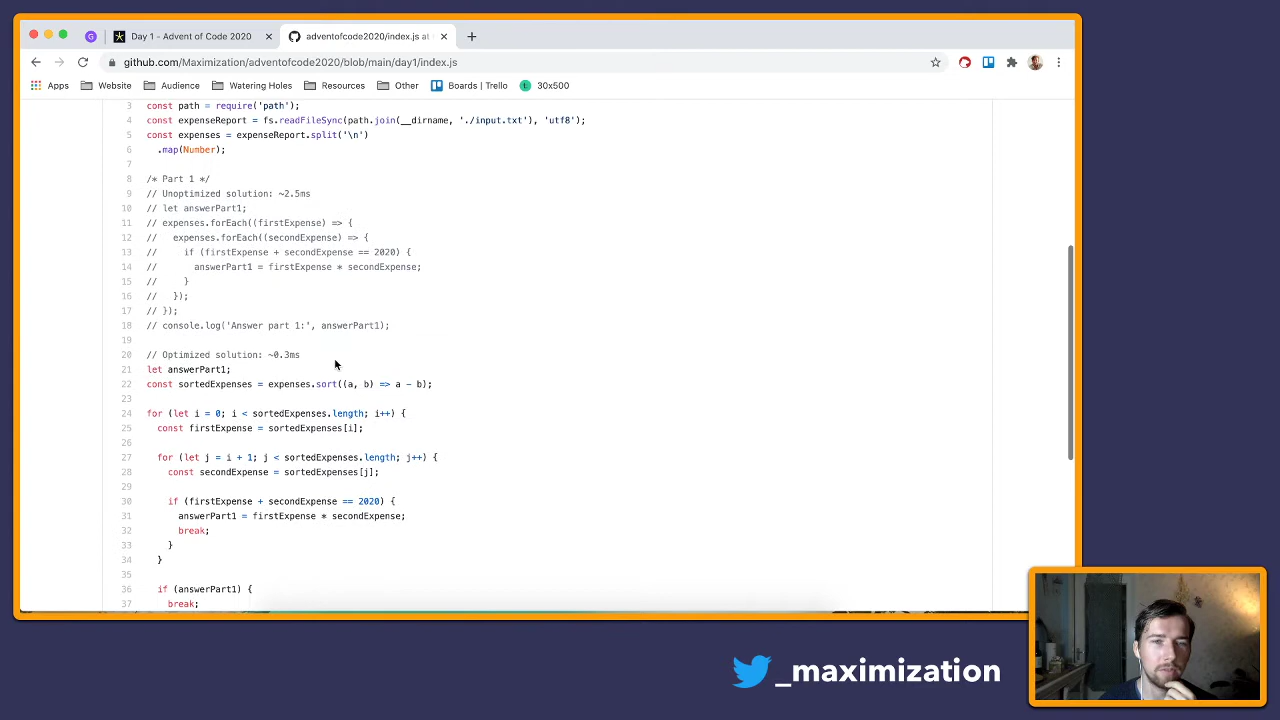 Day 1 - Advent of Code 2020
adventofcode2020/index.js at
github.com/Maximization/adventofcode2020/blob/main/day1/index.js
Apps Website Audience Watering Holes Resources Other Boards | Trello 30x500
3 const path = require('path');
4 const expenseReport = fs.readFileSync(path.join(__dirname, './input.txt'), 'utf8');
5 const expenses = expenseReport.split('\n')
6 .map(Number);
7
8 /* Part 1 */
9 // Unoptimized solution: ~2.5ms
10 // let answerPart1;
11 // expenses.forEach((firstExpense) => {
12 // expenses.forEach((secondExpense) => {
13 // if (firstExpense + secondExpense == 2020) {
14 // answerPart1 = firstExpense * secondExpense;
15 // }
16 // });
17 // });
18 // console.log('Answer part 1:', answerPart1);
19
20 // Optimized solution: ~0.3ms
21 let answerPart1;
22 const sortedExpenses = expenses.sort((a, b) => a - b);
23
24 for (let i = 0; i < sortedExpenses.length; i++) {
25 const firstExpense = sortedExpenses[i];
26
27 for (let j = i + 1; j < sortedExpenses.length; j++) {
28 const secondExpense = sortedExpenses[j];
29
30 if (firstExpense + secondExpense == 2020) {
31 answerPart1 = firstExpense * secondExpense;
32 break;
33 }
34 }
35
36 if (answerPart1) {
37 break;
_maximization